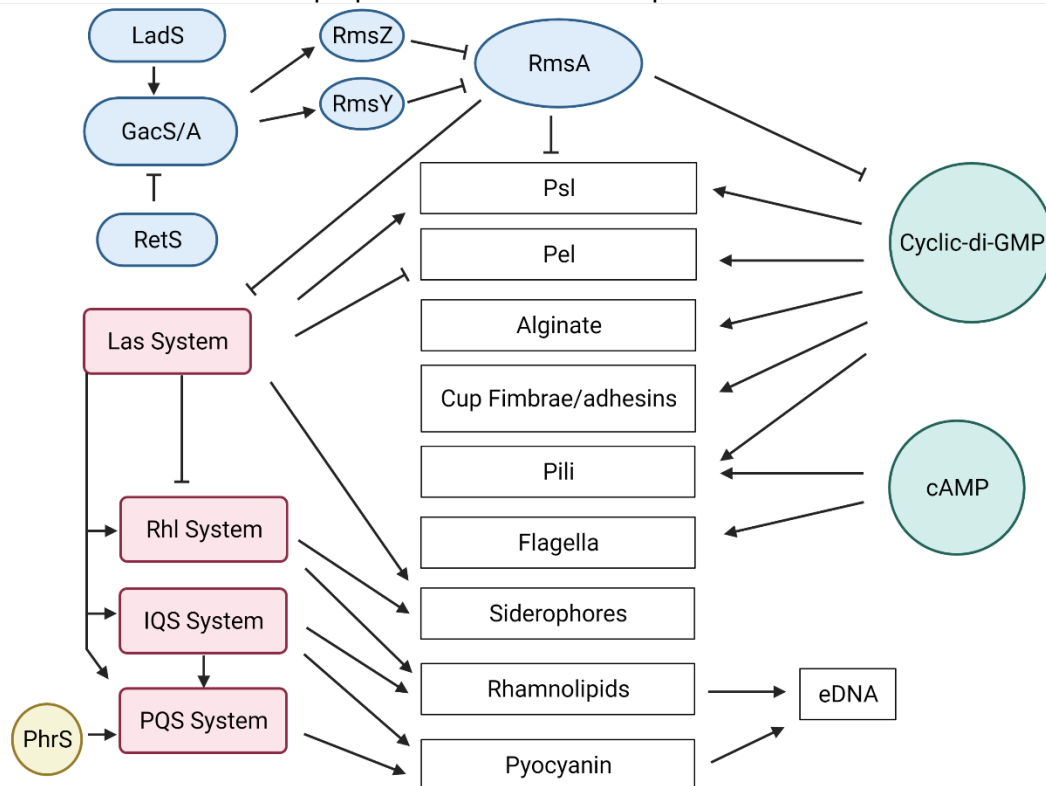 LadS
RmsZ
RmsA
RmsY
GacS/A
RetS
Psl
Cyclic-di-GMP
Pel
Alginate
Las System
Cup Fimbrae/adhesins
Pili
cAMP
Rhl System
Flagella
IQS System
Siderophores
Rhamnolipids
eDNA
PQS System
PhrS
Pyocyanin